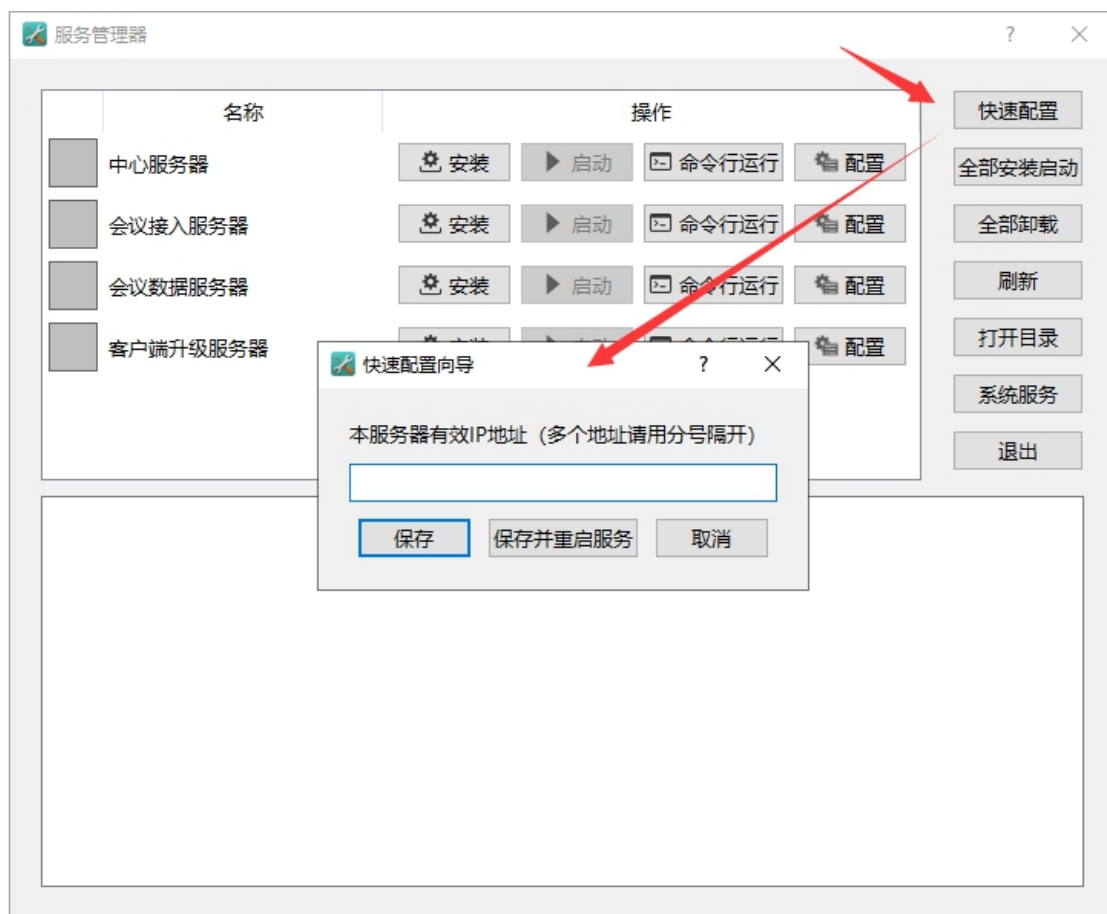 服务管理器
名称 操作
快速配置
中心服务器 安装 启动 命令行运行 配置
全部安装启动
会议接入服务器 安装 启动 命令行运行 配置
全部卸载
会议数据服务器 安装 启动 命令行运行 配置
刷新
打开目录
客户端升级服务器 配置
快速配置向导
系统服务
本服务器有效IP地址（多个地址请用分号隔开）
退出
保存 保存并重启服务 取消